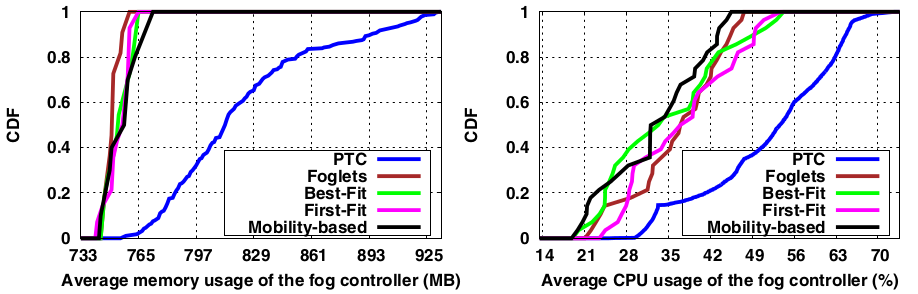 1
0.8
0.6
0.4
0.2
0
CDF
733 765 797 829 861 893 925
Average memory usage of the fog controller (MB)
PTC
Foglets
Best-Fit
First-Fit
Mobility-based
1
0.8
0.6
0.4
0.2
0
CDF
14 21 28 35 42 49 56 63 70
Average CPU usage of the fog controller (%)
PTC
Foglets
Best-Fit
First-Fit
Mobility-based